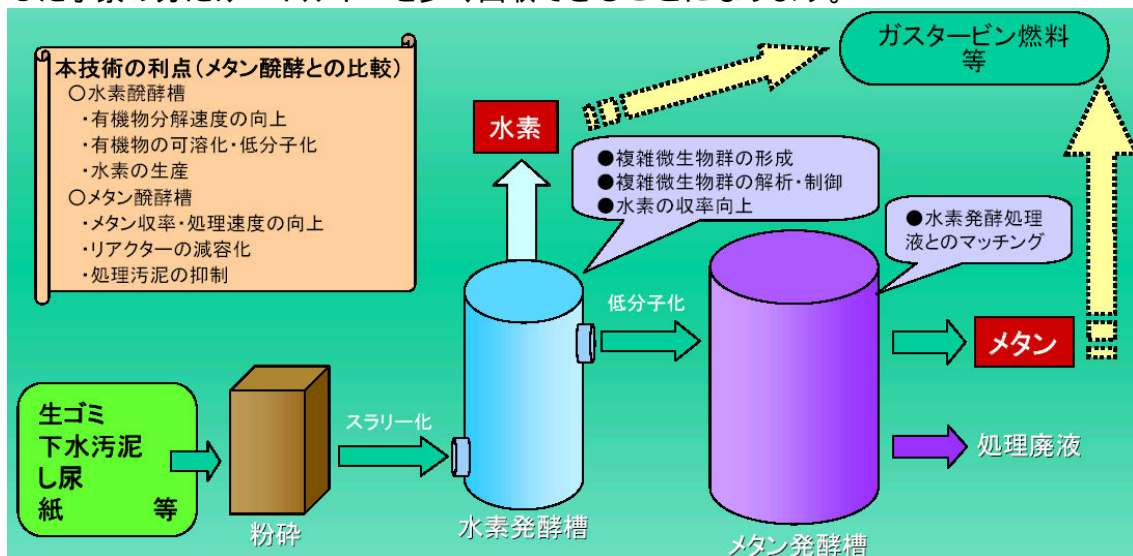 本技術の利点(メタン醗酵との比較)
○水素醗酵槽
・有機物分解速度の向上
・有機物の可溶化・低分子化
・水素の生産
○メタン醗酵槽
・メタン収率・処理速度の向上
・リアクターの減容化
・処理汚泥の抑制
ガスタービン燃料
等
水素
●複雑微生物群の形成
●複雑微生物群の解析・制御
●水素の収率向上
●水素発酵処理
液とのマッチング
低分子化
メタン
生ゴミ
下水汚泥
し尿
紙 等
スラリー化
処理廃液
粉砕
水素発酵槽
メタン発酵槽